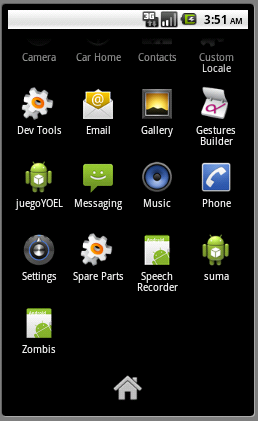 3G 3:51 AM
Camera Car Home Contacts Custom
Locale
Dev Tools Email Gallery Gestures
Builder
juegoYOEL Messaging Music Phone
Settings Spare Parts Speech suma
Recorder
Zombis